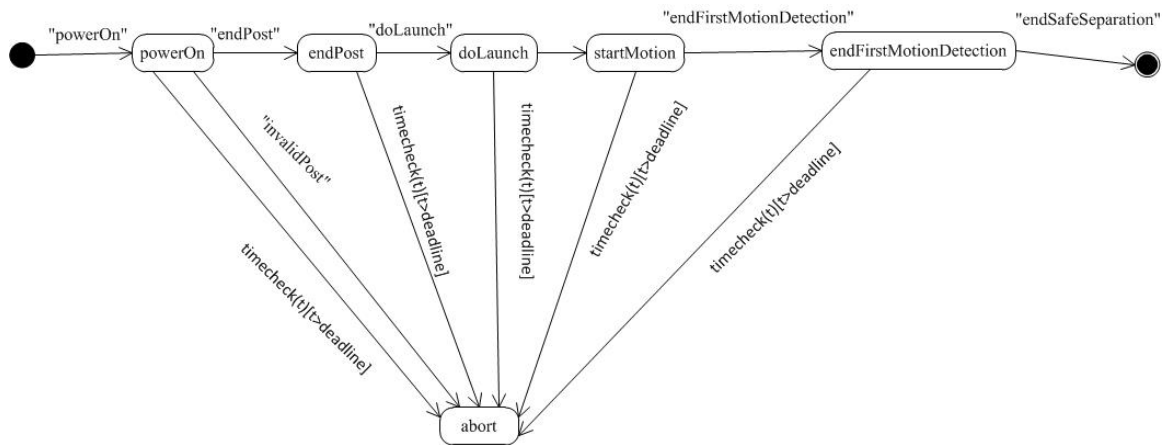 "powerOn"
"endPost"
"doLaunch"
"endFirstMotionDetection"
"endSafeSeparation"
powerOn
endPost
doLaunch
startMotion
endFirstMotionDetection
"invalidPost"
timecheck(t)[t>deadline]
timecheck(t)[t>deadline]
timecheck(t)[t>deadline]
timecheck(t)[t>deadline]
timecheck(t)[t>deadline]
abort